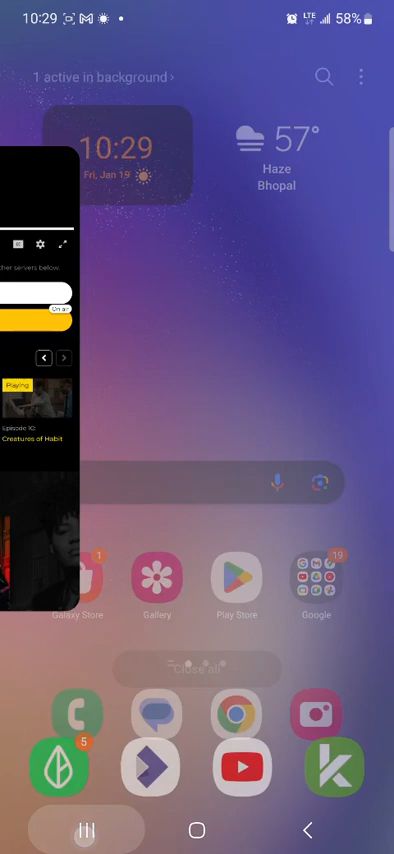 10:29
LTE
58%
1 active in background ›
10:29
Fri, Jan 19
57°
Haze
Bhopal
ther servers below.
On air
Playing
Episode 10:
Creatures of Habit
1
19
Galaxy Store
Gallery
Play Store
Google
Close all
5